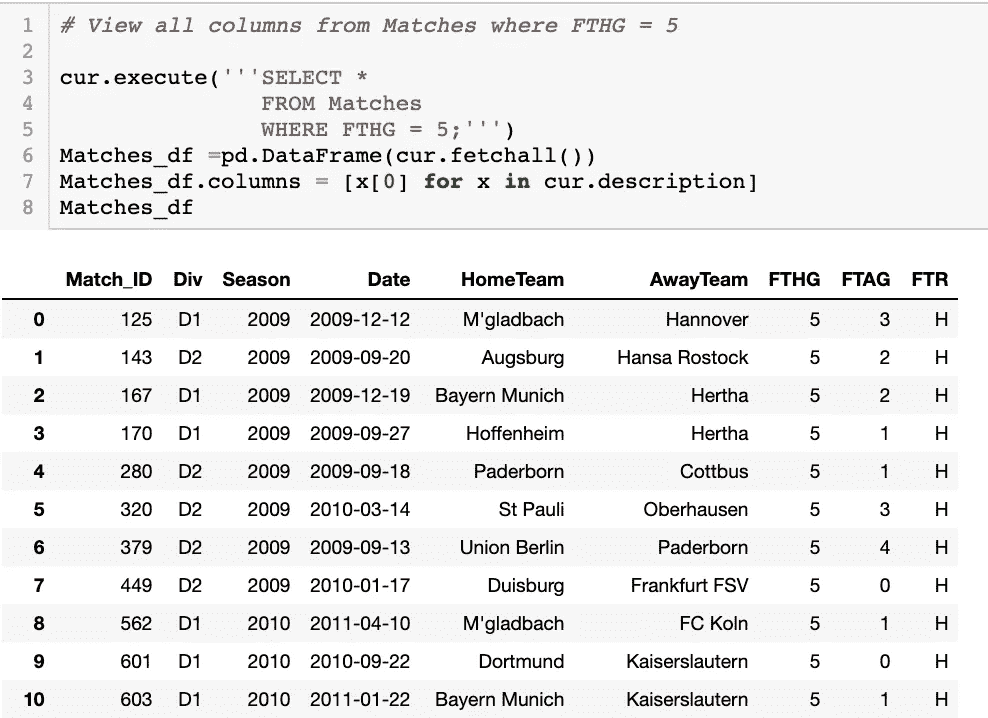 1 # View all columns from Matches where FTHG = 5
2
3 cur.execute('''SELECT *
4 FROM Matches
5 WHERE FTHG = 5;''')
6 Matches_df =pd.DataFrame(cur.fetchall())
7 Matches_df.columns = [x[0] for x in cur.description]
8 Matches_df
Match_ID Div Season Date HomeTeam AwayTeam FTHG FTAG FTR
0 125 D1 2009 2009-12-12 M'gladbach Hannover 5 3 H
1 143 D2 2009 2009-09-20 Augsburg Hansa Rostock 5 2 H
2 167 D1 2009 2009-12-19 Bayern Munich Hertha 5 2 H
3 170 D1 2009 2009-09-27 Hoffenheim Hertha 5 1 H
4 280 D2 2009 2009-09-18 Paderborn Cottbus 5 1 H
5 320 D2 2009 2010-03-14 St Pauli Oberhausen 5 3 H
6 379 D2 2009 2009-09-13 Union Berlin Paderborn 5 4 H
7 449 D2 2009 2010-01-17 Duisburg Frankfurt FSV 5 0 H
8 562 D1 2010 2011-04-10 M'gladbach FC Koln 5 1 H
9 601 D1 2010 2010-09-22 Dortmund Kaiserslautern 5 0 H
10 603 D1 2010 2011-01-22 Bayern Munich Kaiserslautern 5 1 H